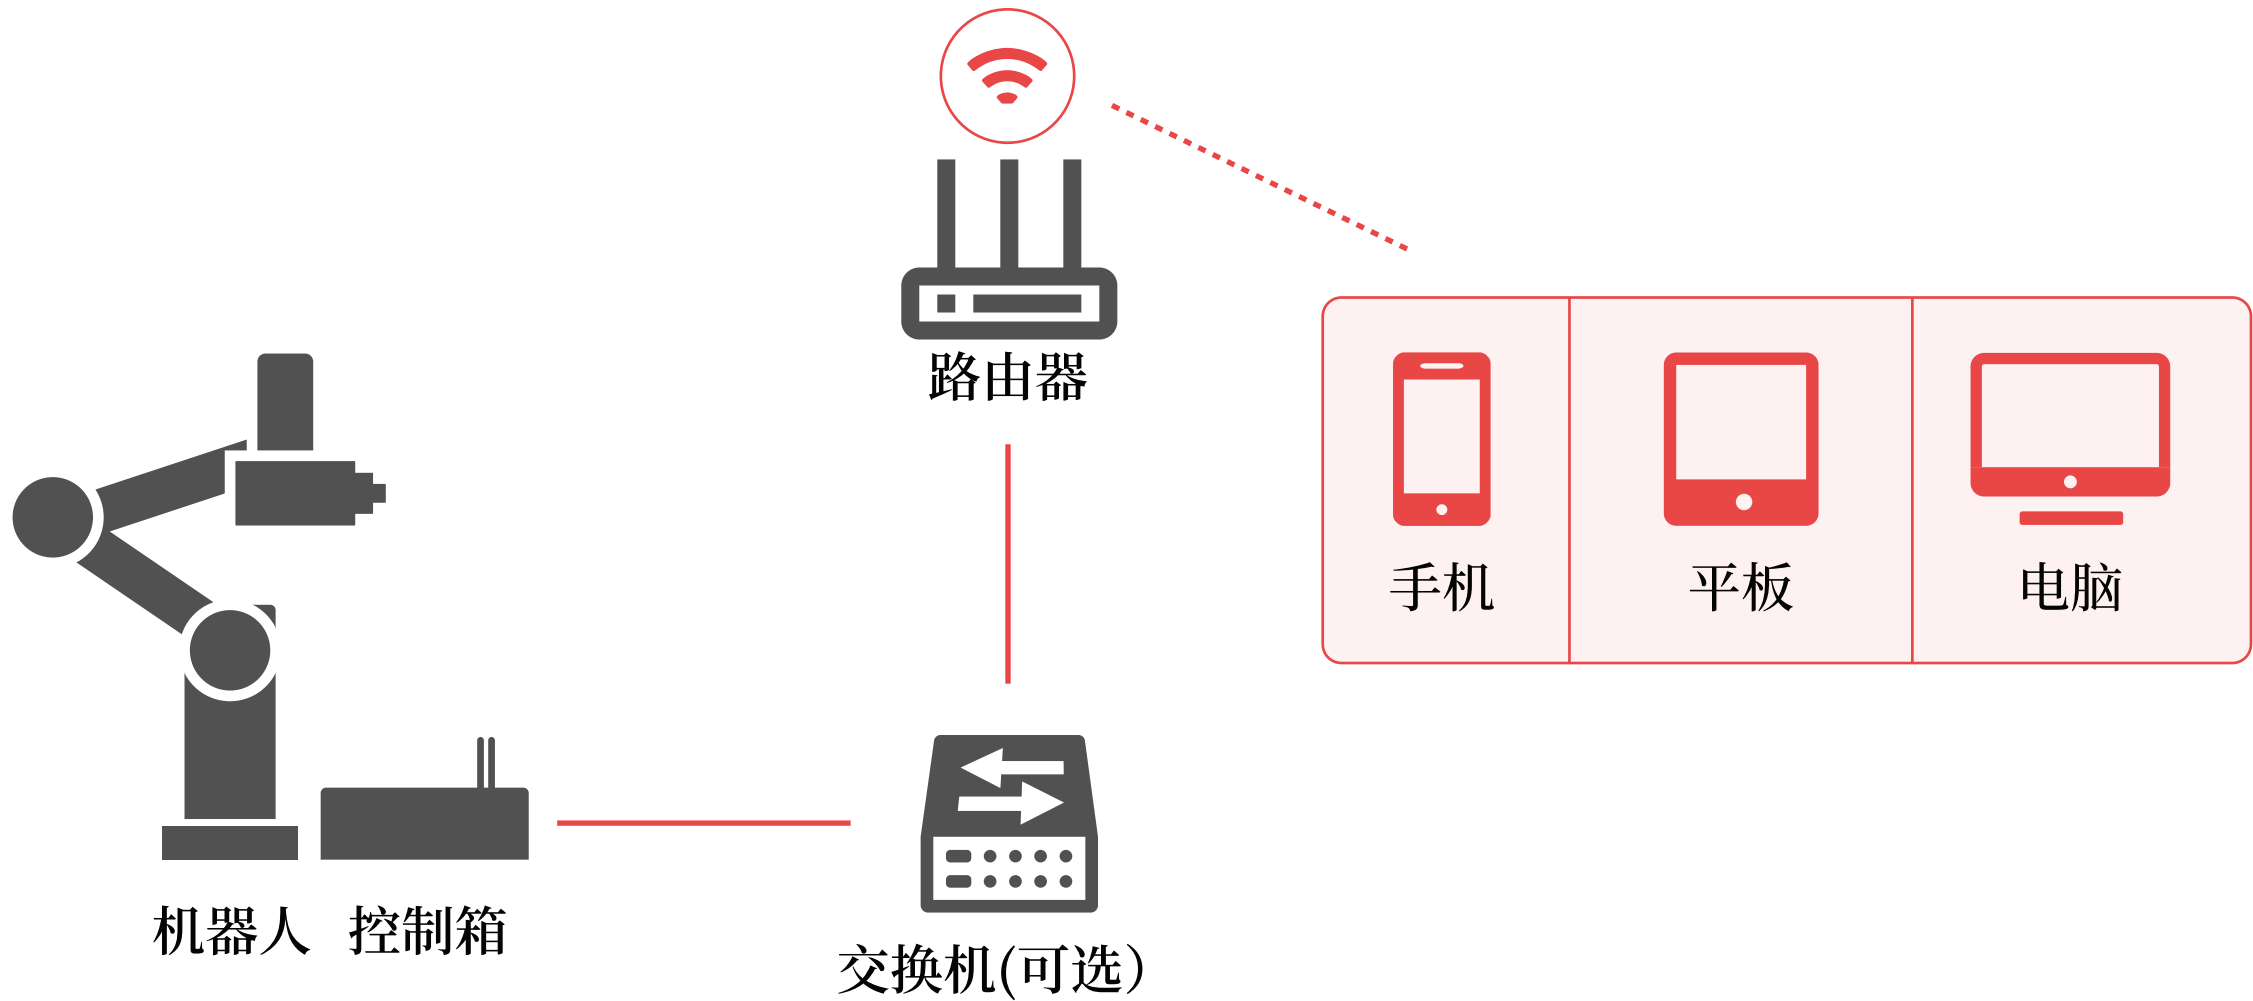 路由器
手机
平板
电脑
机器人
控制箱
交换机(可选）